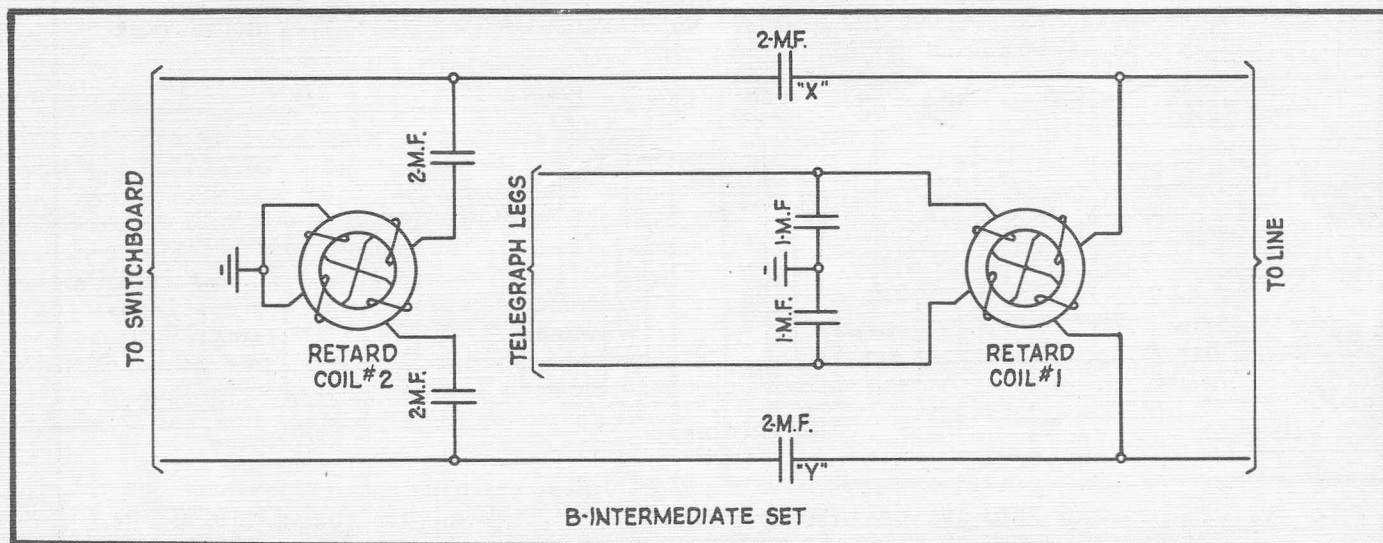 2-M.F.
"X"
TO SWITCHBOARD
2-M.F.
TELEGRAPH LEGS
1-M.F
1-M.F.
TO LINE
RETARD
COIL #2
2-M.F.
RETARD
COIL #1
2-M.F.
"Y"
B-INTERMEDIATE SET